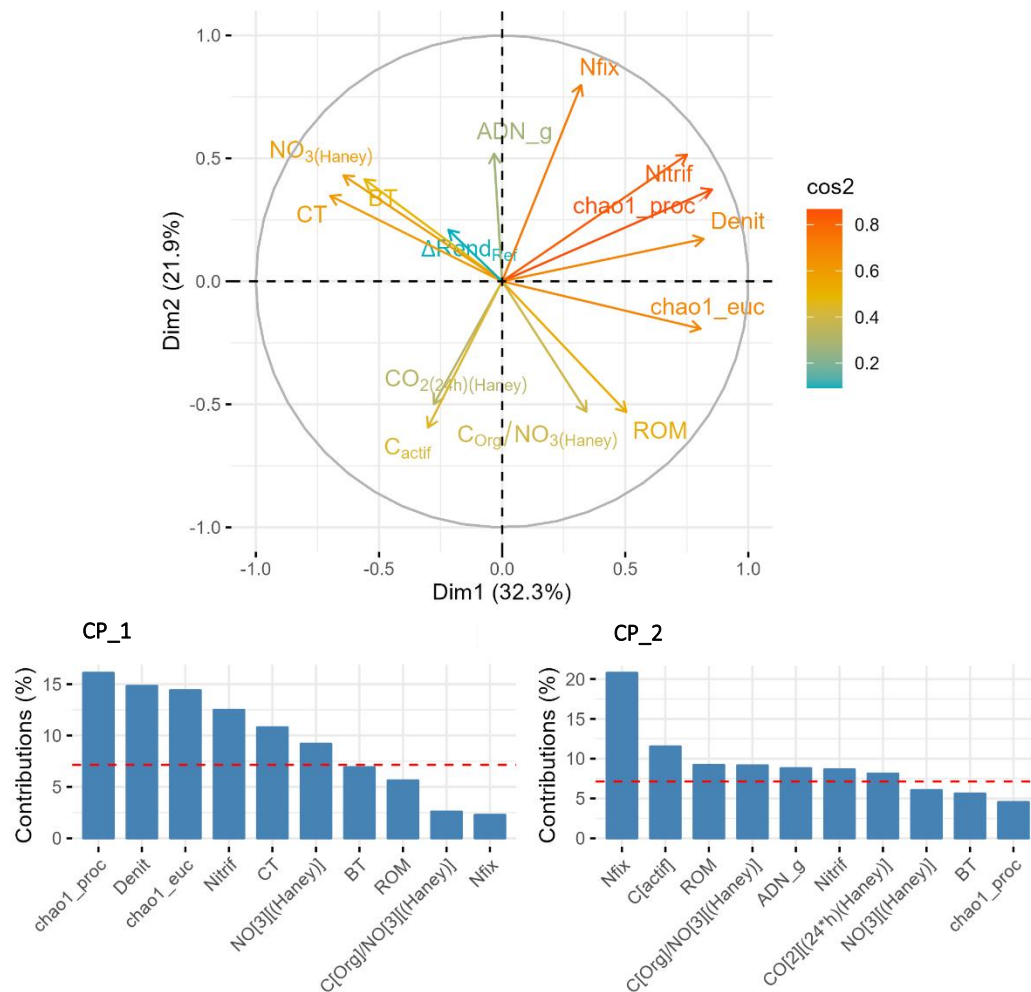 1.0
0.5
0.0
-0.5
-1.0
Dim2 (21.9%)
Nfix
ADN_g
NO3(Haney)
BT
CT
Nitrif
chao1_proc
Denit
ΔRendRef
chao1_euc
CO2(24h)(Haney)
Cactif
COrg/NO3(Haney)
ROM
-1.0 -0.5 0.0 0.5 1.0
Dim1 (32.3%)
cos2
0.8
0.6
0.4
0.2
CP_1
Contributions (%)
15
10
5
0
chao1_proc
Denit
chao1_euc
Nitrif
CT
NO[3][(Haney)]
BT
ROM
C[Org]/NO[3][(Haney)]
Nfix
CP_2
Contributions (%)
20
15
10
5
0
Nfix
C[actif]
ROM
C[Org]/NO[3][(Haney)]
ADN_g
Nitrif
CO[2][(24*h)(Haney)]
NO[3][(Haney)]
BT
chao1_proc